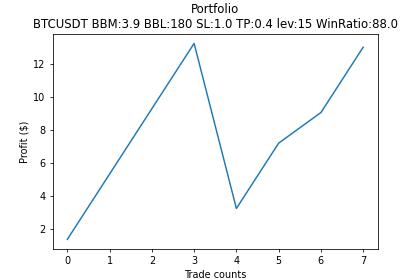 Portfolio
BTCUSDT BBM:3.9 BBL:180 SL:1.0 TP:0.4 lev:15 WinRatio:88.0
12
10
8
6
4
2
Profit ($)
0 1 2 3 4 5 6 7
Trade counts